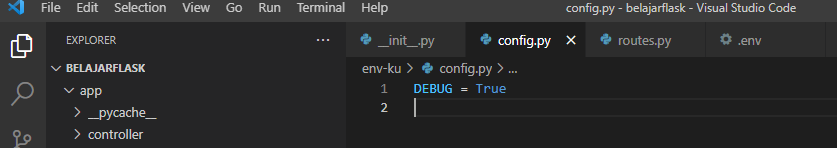 File Edit Selection View Go Run Terminal Help config.py - belajarflask - Visual Studio Code
EXPLORER ...
__init__.py config.py routes.py .env
BELAJARFLASK
env-ku > config.py > ...
app
1 DEBUG = True
__pycache__
2
controller